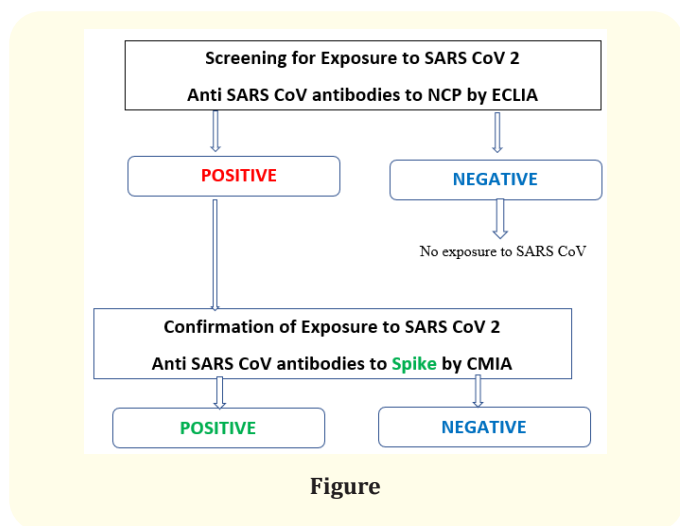 Screening for Exposure to SARS CoV 2
Anti SARS CoV antibodies to NCP by ECLIA
POSITIVE
NEGATIVE
No exposure to SARS CoV
Confirmation of Exposure to SARS CoV 2
Anti SARS CoV antibodies to Spike by CMIA
POSITIVE
NEGATIVE
Figure